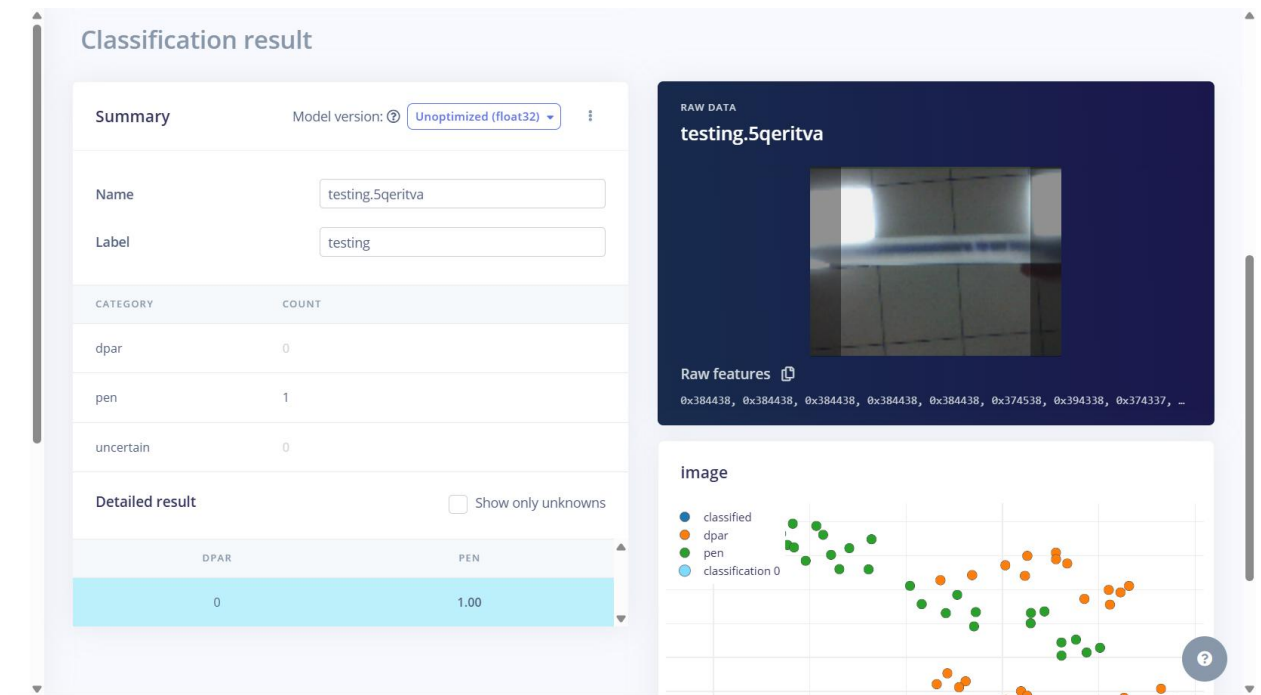 Classification result
Summary
Model version: Unoptimized (float32)
Name
testing.5qeritva
Label
testing
CATEGORY COUNT
dpar 0
pen 1
uncertain 0
Detailed result
Show only unknowns
DPAR PEN
0 1.00
RAW DATA
testing.5qeritva
Raw features
0x384438, 0x384438, 0x384438, 0x384438, 0x384438, 0x374538, 0x394338, 0x374337, …
image
classified
dpar
pen
classification 0